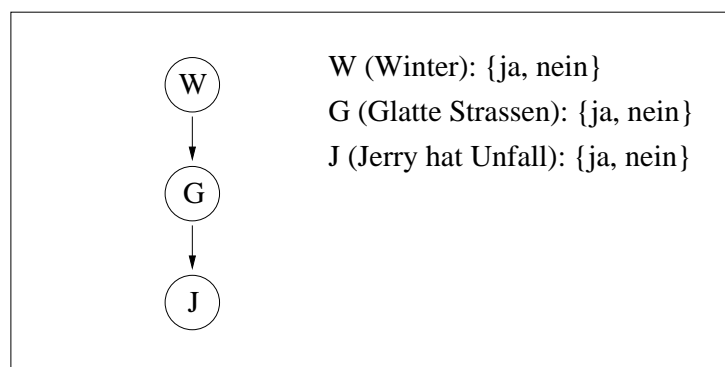 W
W (Winter): {ja, nein}
G (Glatte Strassen): {ja, nein}
J (Jerry hat Unfall): {ja, nein}
G
J